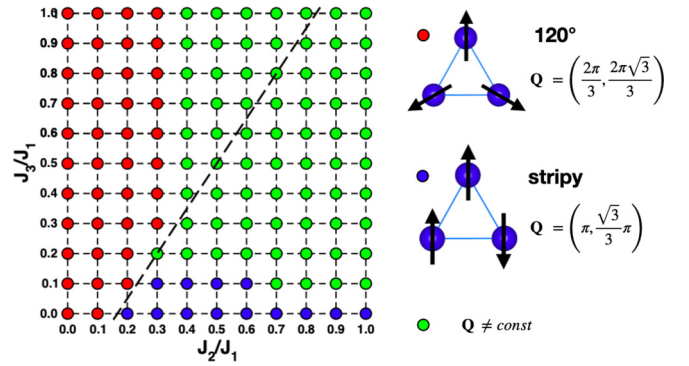 J₃/J₁
1.0
0.9
0.8
0.7
0.6
0.5
0.4
0.3
0.2
0.1
0.0
0.0 0.1 0.2 0.3 0.4 0.5 0.6 0.7 0.8 0.9 1.0
J₂/J₁
120°
Q = (2π/3, 2π√3/3)
stripy
Q = (π, √3/3 π)
Q ≠ const